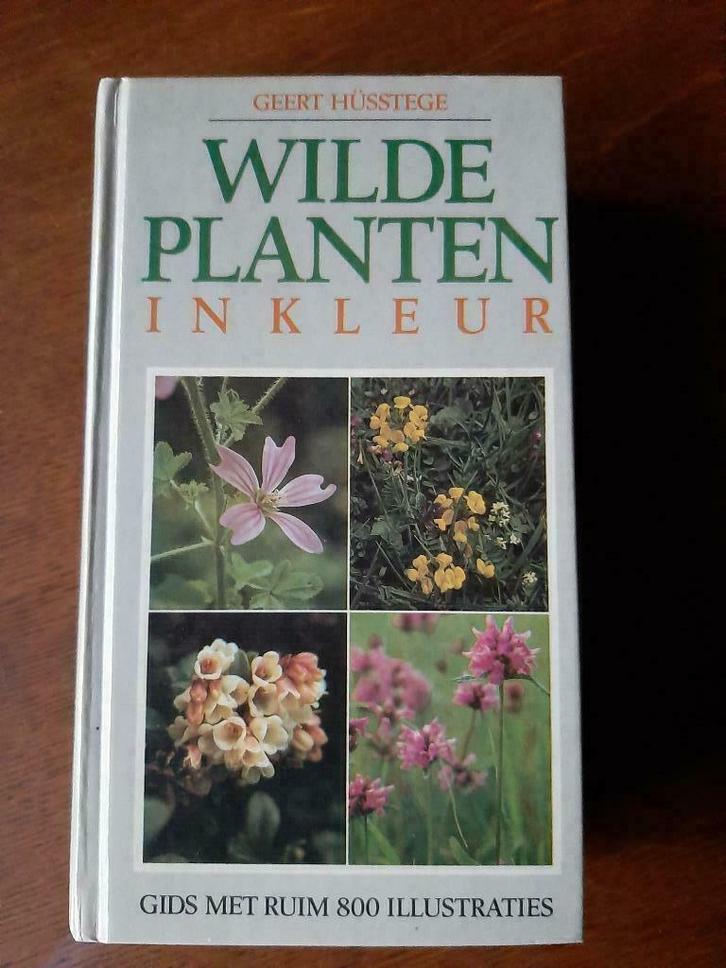 GEERT HÜSSTEGE
WILDE
PLANTEN
IN KLEUR
GIDS MET RUIM 800 ILLUSTRATIES